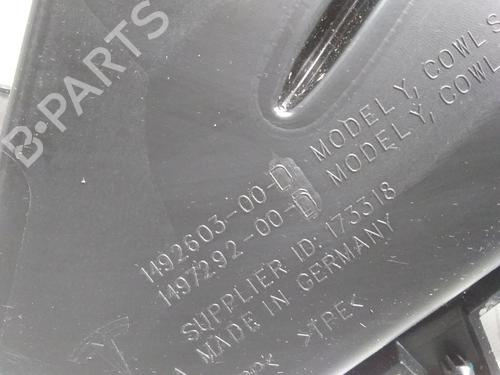 B-PARTS
1492603-00-D MODEL Y, COWL S
1497292-00-D MODEL Y, COWL
SUPPLIER ID: 173318
MADE IN GERMANY
>TPE<